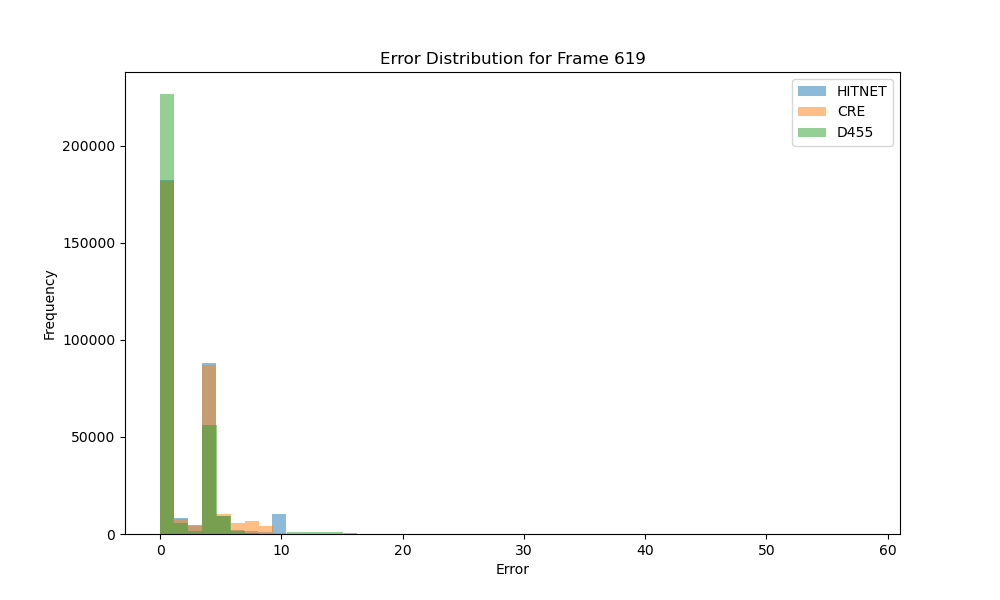 Error Distribution for Frame 619
HITNET
CRE
D455
200000
150000
100000
50000
0
Frequency
0 10 20 30 40 50 60
Error